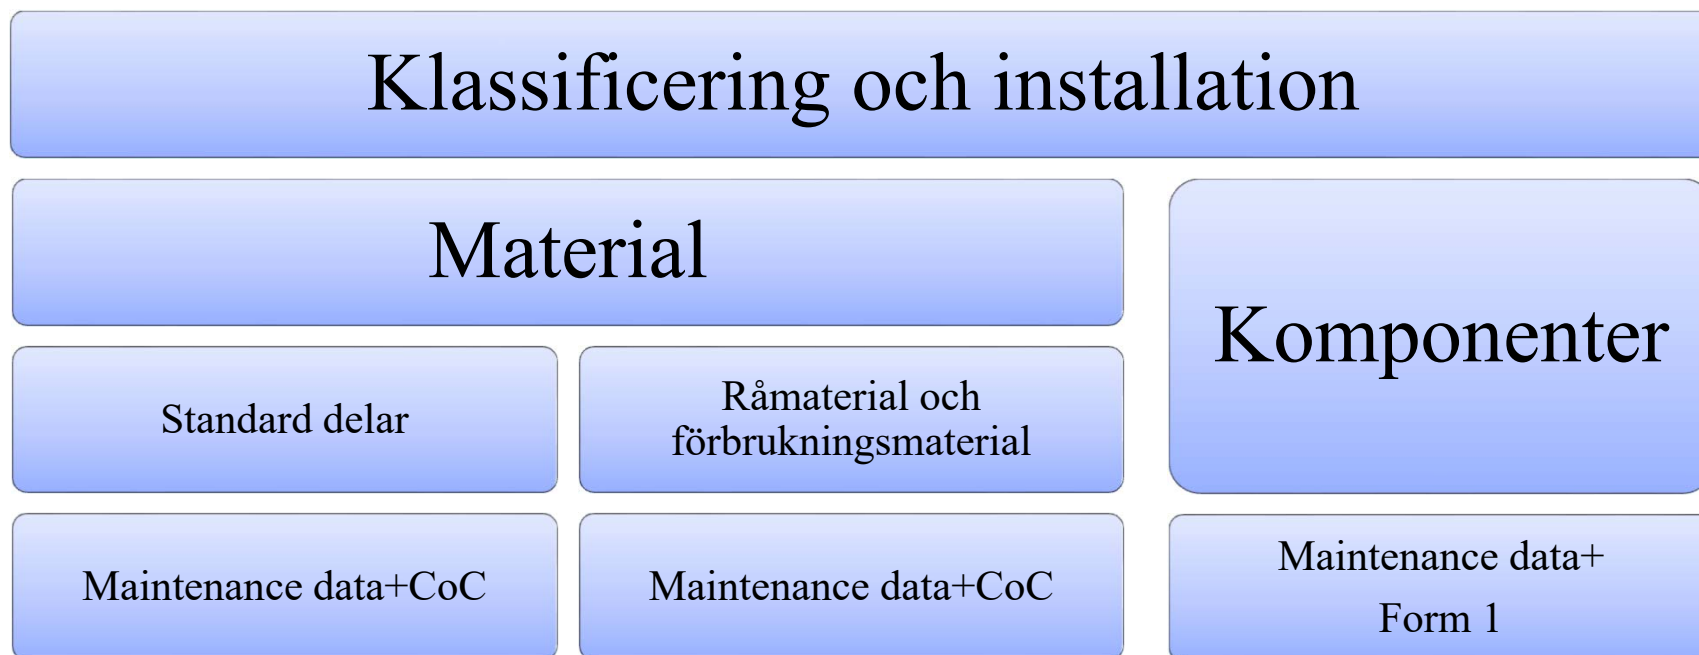 Klassificering och installation
Material
Komponenter
Standard delar
Råmaterial och
förbrukningsmaterial
Maintenance data+CoC
Maintenance data+CoC
Maintenance data+
Form 1